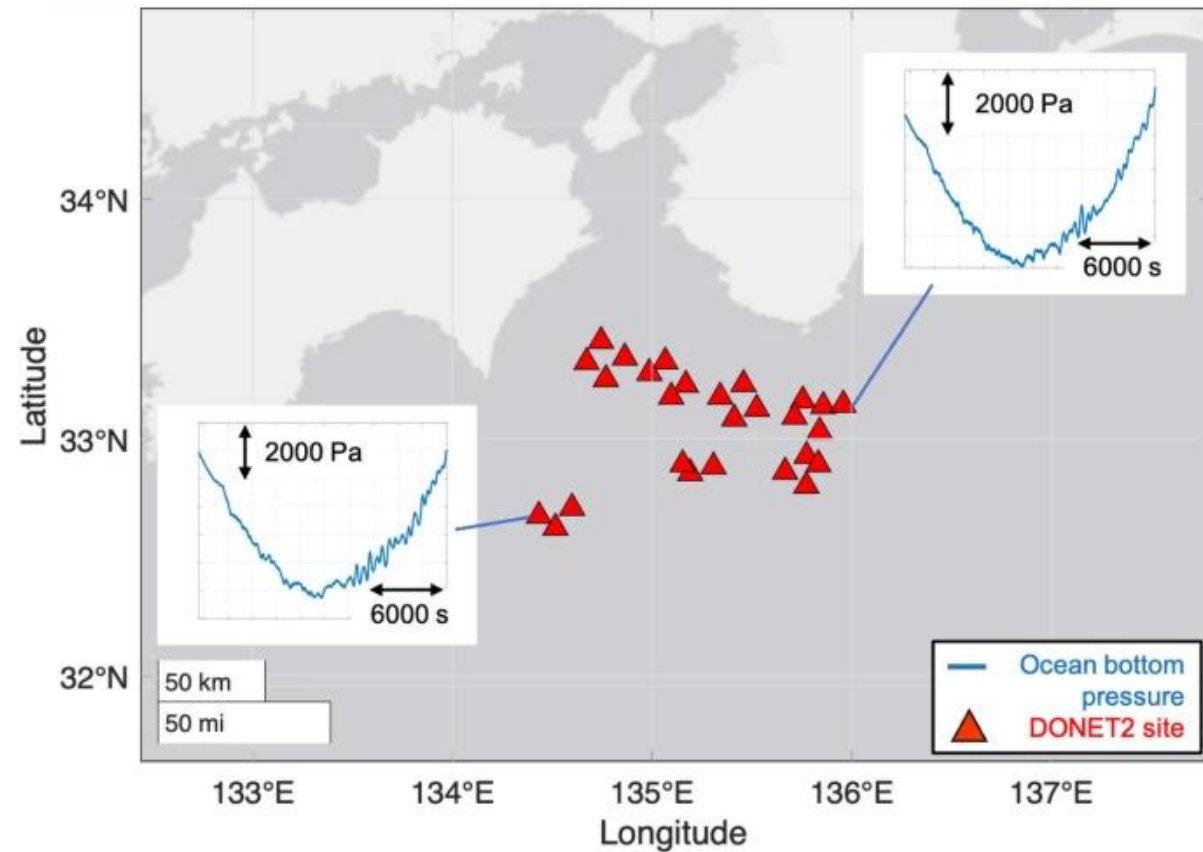 2000 Pa
6000 s
34°N
Latitude
33°N
2000 Pa
6000 s
32°N
50 km
50 mi
Ocean bottom
pressure
DONET2 site
133°E 134°E 135°E 136°E 137°E
Longitude